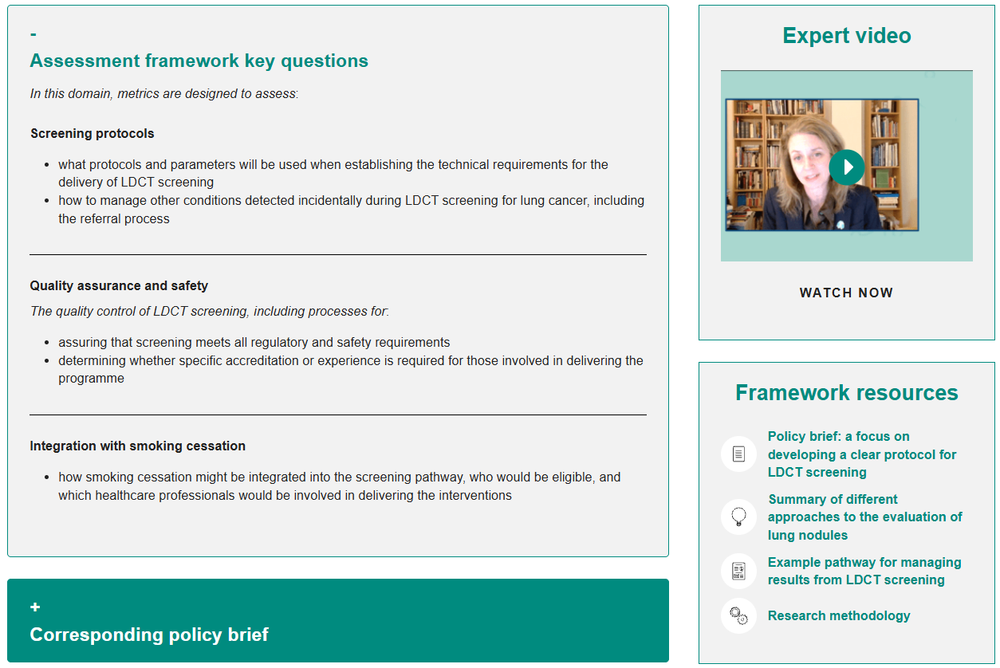 -
Assessment framework key questions
In this domain, metrics are designed to assess:
Screening protocols
• what protocols and parameters will be used when establishing the technical requirements for the
delivery of LDCT screening
• how to manage other conditions detected incidentally during LDCT screening for lung cancer, including
the referral process
Quality assurance and safety
The quality control of LDCT screening, including processes for:
• assuring that screening meets all regulatory and safety requirements
• determining whether specific accreditation or experience is required for those involved in delivering the
programme
Integration with smoking cessation
• how smoking cessation might be integrated into the screening pathway, who would be eligible, and
which healthcare professionals would be involved in delivering the interventions
+
Corresponding policy brief
Expert video
WATCH NOW
Framework resources
Policy brief: a focus on
developing a clear protocol for
LDCT screening
Summary of different
approaches to the evaluation of
lung nodules
Example pathway for managing
results from LDCT screening
Research methodology